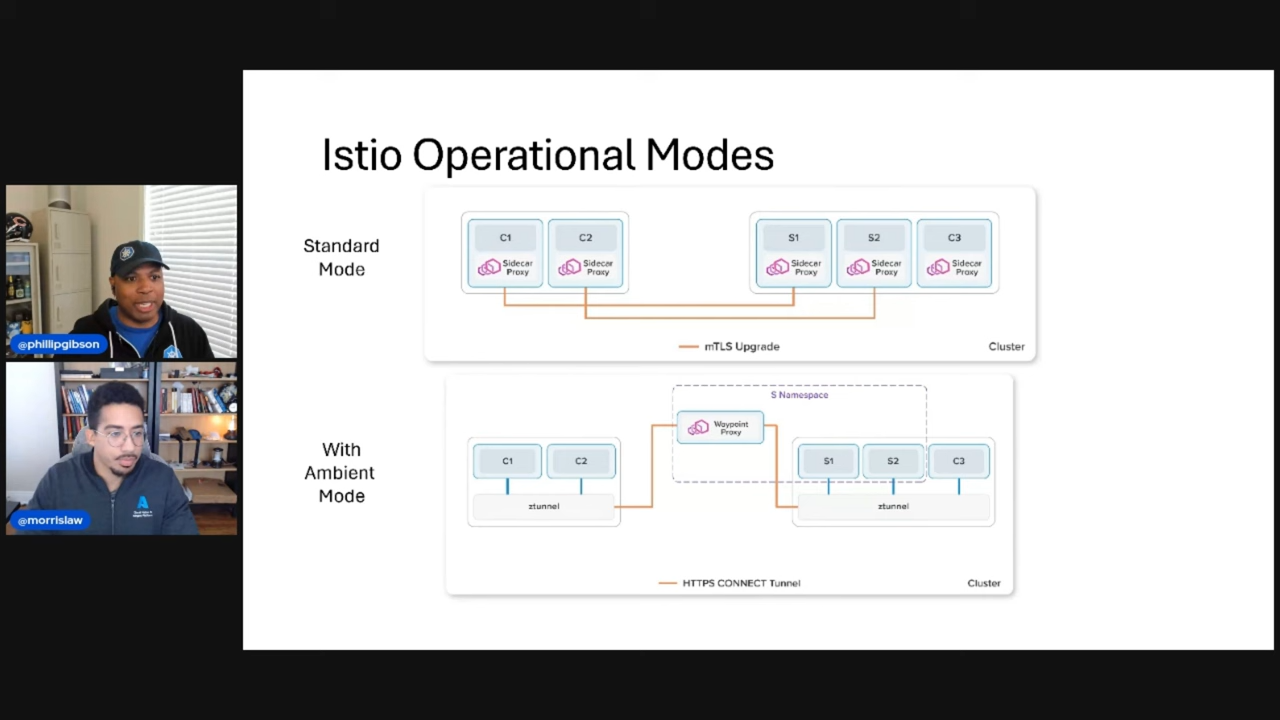 Istio Operational Modes
Standard
Mode
C1
C2
S1
S2
C3
Sidecar
Proxy
Sidecar
Proxy
Sidecar
Proxy
Sidecar
Proxy
Sidecar
Proxy
mTLS Upgrade
Cluster
@phillipgibson
With
Ambient
Mode
S Namespace
Waypoint
Proxy
C1
C2
S1
S2
C3
ztunnel
ztunnel
HTTPS CONNECT Tunnel
Cluster
@morrislaw